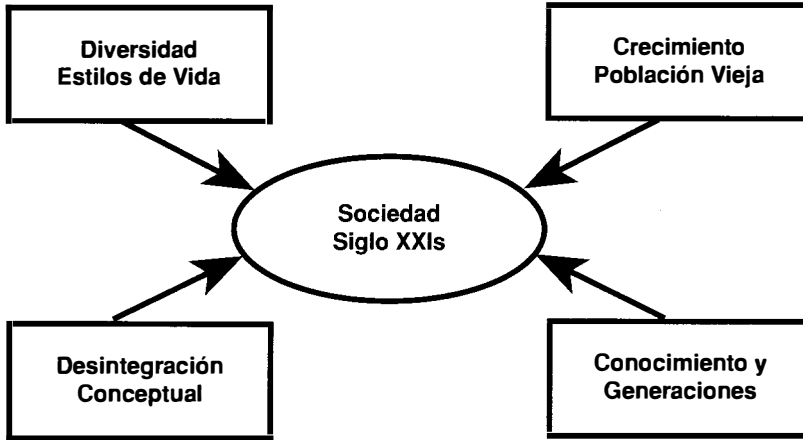 Diversidad
Estilos de Vida
Crecimiento
Población Vieja
Sociedad
Siglo XXIs
Desintegración
Conceptual
Conocimiento y
Generaciones